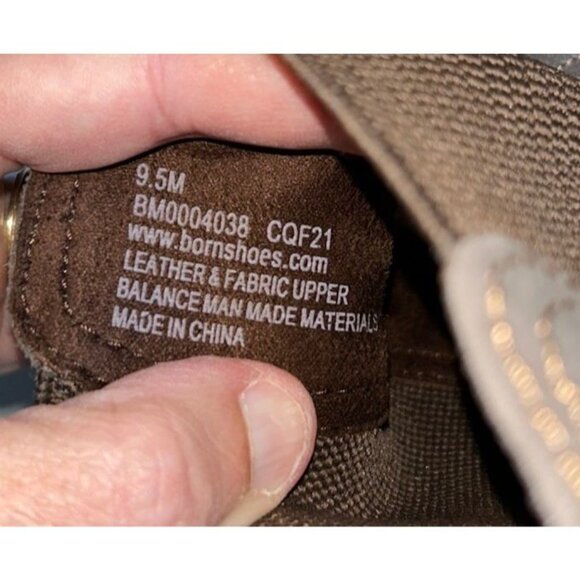 9.5M
BM0004038 CQF21
www.bornshoes.com
LEATHER & FABRIC UPPER
BALANCE MAN MADE MATERIALS
MADE IN CHINA